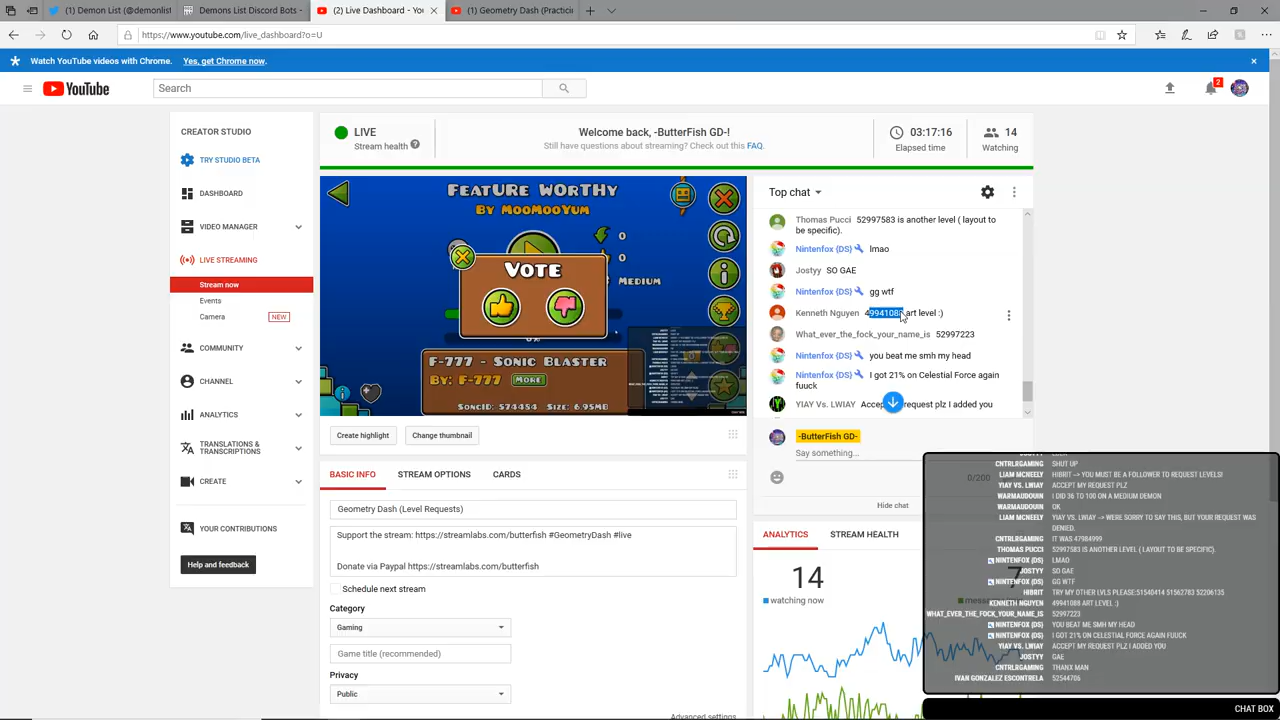 Demon List (@demonlist
Demons List Discord Bots -
(2) Live Dashboard - You
(1) Geometry Dash (Practic
https://www.youtube.com/live_dashboard?o=U
Watch YouTube videos with Chrome. Yes, get Chrome now.
YouTube
Search
2
CREATOR STUDIO
TRY STUDIO BETA
DASHBOARD
VIDEO MANAGER
LIVE STREAMING
Stream now
Events
Camera NEW
COMMUNITY
CHANNEL
ANALYTICS
TRANSLATIONS &
TRANSCRIPTIONS
CREATE
YOUR CONTRIBUTIONS
Help and feedback
LIVE
Stream health
Welcome back, -ButterFish GD-!
Still have questions about streaming? Check out this FAQ.
03:17:16
Elapsed time
14
Watching
FEATURE WORTHY
BY MOOMOOYUM
0
0
MEDIUM
VOTE
0%
F-777 - SONIC BLASTER
BY: F-777 MORE
SONGID: 574484 SIZE: 6.95MB
Create highlight
Change thumbnail
BASIC INFO
STREAM OPTIONS
CARDS
Geometry Dash (Level Requests)
Support the stream: https://streamlabs.com/butterfish #GeometryDash #live
Donate via Paypal https://streamlabs.com/butterfish
Schedule next stream
Category
Gaming
Game title (recommended)
Privacy
Public
Advanced settings
Top chat
Thomas Pucci 52997583 is another level ( layout to
be specific).
Nintenfox {DS} lmao
Jostyy SO GAE
Nintenfox {DS} gg wtf
Kenneth Nguyen 49941088 art level :)
What_ever_the_fock_your_name_is 52997223
Nintenfox {DS} you beat me smh my head
Nintenfox {DS} I got 21% on Celestial Force again
fuuck
YIAY Vs. LWIAY Accept request plz I added you
-ButterFish GD-
Say something...
0/200
Hide chat
ANALYTICS
STREAM HEALTH
14
watching now
7
CNTRLRGAMING SHUT UP
LIAM MCNEELY HIBRIT --> YOU MUST BE A FOLLOWER TO REQUEST LEVELS!
YIAY VS. LWIAY ACCEPT MY REQUEST PLZ
WARMAUDOUIN I DID 36 TO 100 ON A MEDIUM DEMON
WARMAUDOUIN OK
LIAM MCNEELY YIAY VS. LWIAY --> WERE SORRY TO SAY THIS, BUT YOUR REQUEST WAS
DENIED.
CNTRLRGAMING IT WAS 47984999
THOMAS PUCCI 52997583 IS ANOTHER LEVEL ( LAYOUT TO BE SPECIFIC).
NINTENFOX {DS} LMAO
JOSTYY SO GAE
NINTENFOX {DS} GG WTF
HIBRIT TRY MY OTHER LVLS PLEASE:51540414 51562783 52206135
KENNETH NGUYEN 49941088 ART LEVEL :)
WHAT_EVER_THE_FOCK_YOUR_NAME_IS 52997223
NINTENFOX {DS} YOU BEAT ME SMH MY HEAD
NINTENFOX {DS} I GOT 21% ON CELESTIAL FORCE AGAIN FUUCK
YIAY VS. LWIAY ACCEPT MY REQUEST PLZ I ADDED YOU
JOSTYY GAE
CNTRLRGAMING THANX MAN
IVAN GONZALEZ ESCONTRELA 52544706
CHAT BOX